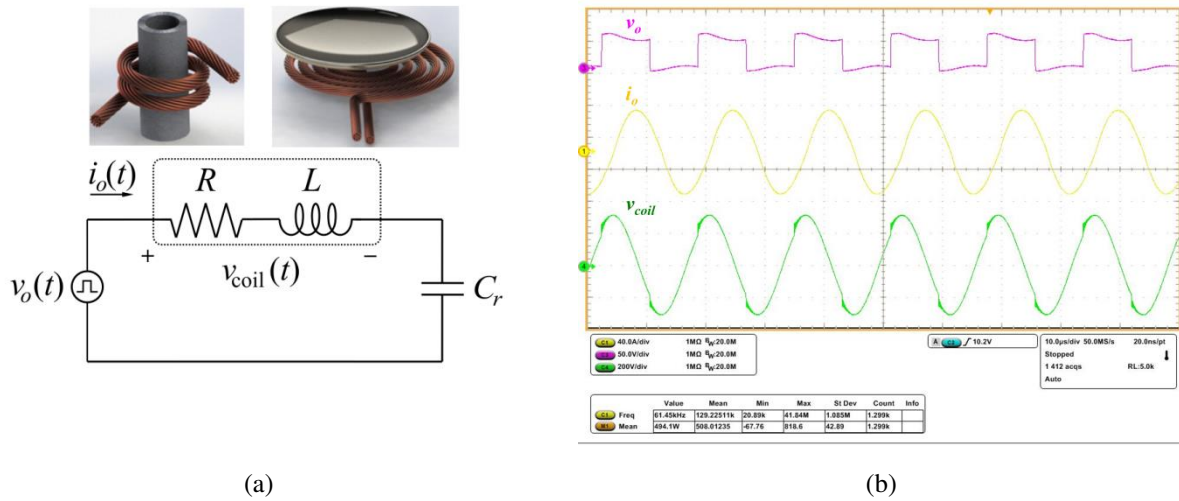 i_o(t)
R
L
+
−
v_coil(t)
v_o(t)
C_r
(a)
v_o
3
i_o
1
v_coil
4
C1 40.0A/div 1MΩ B_W:20.0M
C3 50.0V/div 1MΩ B_W:20.0M
C4 200V/div 1MΩ B_W:20.0M
A C2 10.2V
10.0µs/div 50.0MS/s 20.0ns/pt
Stopped
1 412 acqs RL:5.0k
Auto
Value Mean Min Max St Dev Count Info
C1 Freq 61.45kHz 129.22511k 20.89k 41.84M 1.085M 1.299k
M1 Mean 494.1W 508.01235 -67.76 818.6 42.89 1.299k
(b)